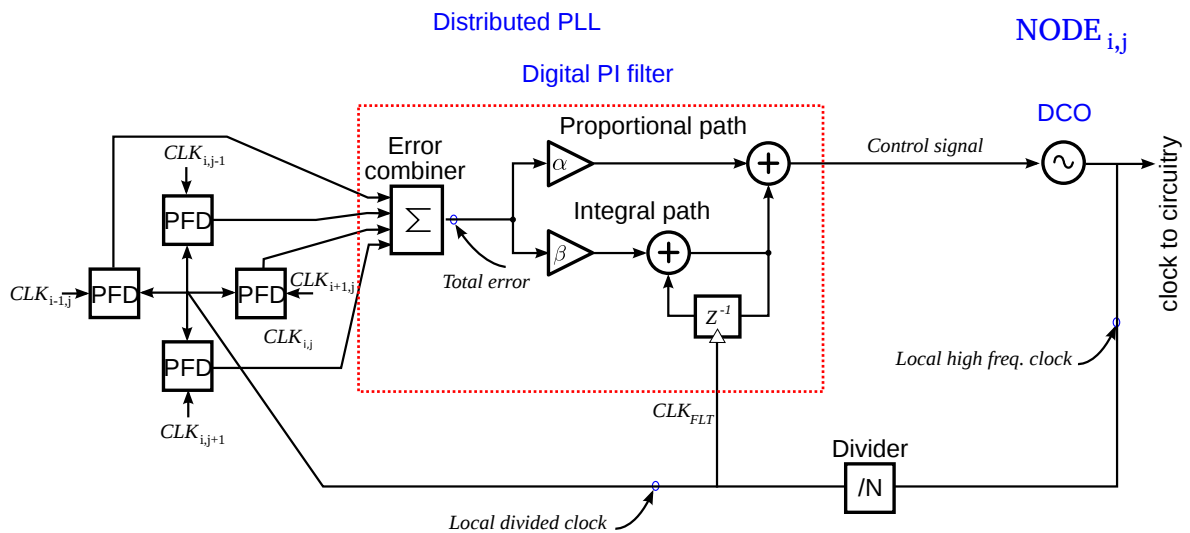 Distributed PLL
NODE i,j
Digital PI filter
DCO
Error
combiner
Proportional path
Control signal
CLK i,j-1
α
+
PFD
Σ
Integral path
β
+
Total error
CLK i-1,j
PFD
PFD
CLK i+1,j
CLK i,j
Z -1
PFD
CLK i,j+1
CLK FLT
Local high freq. clock
clock to circuitry
Divider
/N
Local divided clock